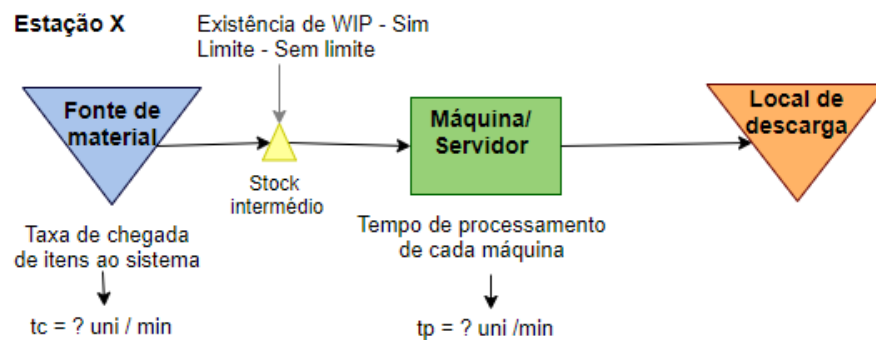 Estação X
Existência de WIP - Sim
Limite - Sem limite
Fonte de
material
Stock
intermédio
Máquina/
Servidor
Local de
descarga
Taxa de chegada
de itens ao sistema
tc = ? uni / min
Tempo de processamento
de cada máquina
tp = ? uni /min